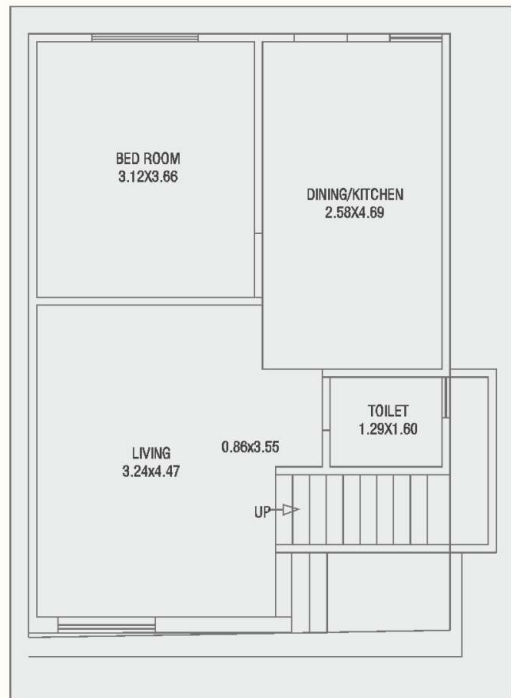 BED ROOM
3.12X3.66
DINING/KITCHEN
2.58X4.69
TOILET
1.29X1.60
LIVING
3.24x4.47
0.86x3.55
UP